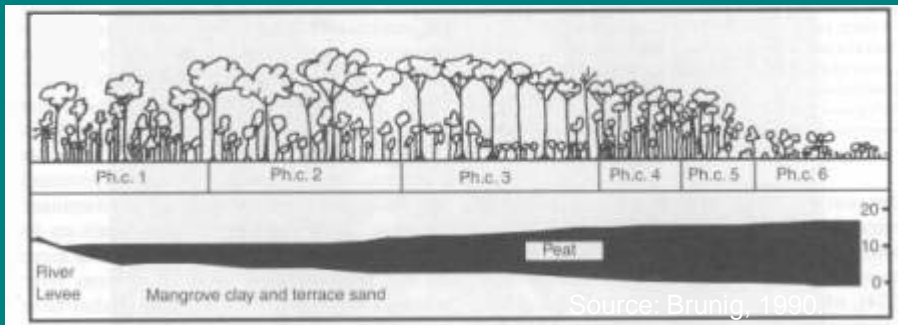 Ph.c. 1 Ph.c. 2 Ph.c. 3 Ph.c. 4 Ph.c. 5 Ph.c. 6
20
Peat
10
River
Levee
0
Mangrove clay and terrace sand
Source: Brunig, 1990.